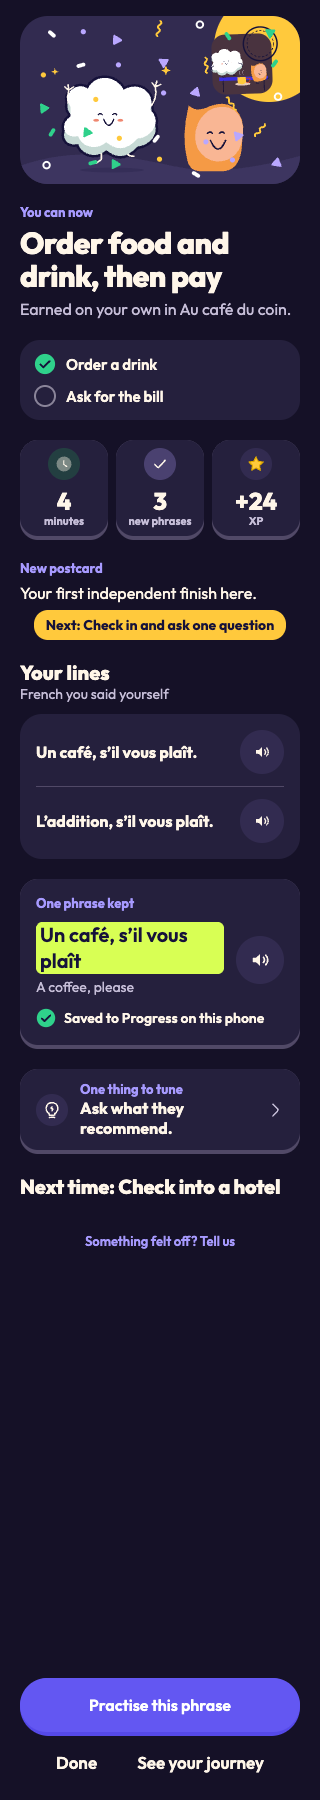 You can now
Order food and
drink, then pay
Earned on your own in Au café du coin.
Order a drink
Ask for the bill
4
minutes
3
new phrases
+24
XP
New postcard
Your first independent finish here.
Next: Check in and ask one question
Your lines
French you said yourself
Un café, s’il vous plaît.
L’addition, s’il vous plaît.
One phrase kept
Un café, s’il vous
plaît
A coffee, please
Saved to Progress on this phone
One thing to tune
Ask what they
recommend.
Next time: Check into a hotel
Something felt off? Tell us
Practise this phrase
Done
See your journey